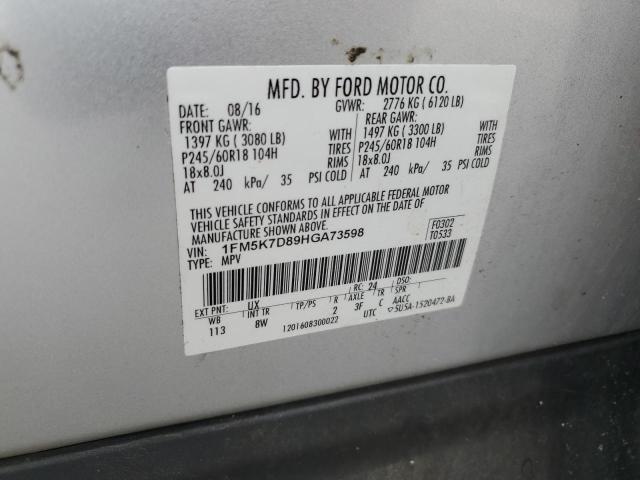 MFD. BY FORD MOTOR CO.
DATE: 08/16 GVWR: 2776 KG ( 6120 LB)
FRONT GAWR: REAR GAWR:
1397 KG ( 3080 LB) WITH 1497 KG ( 3300 LB) WITH
P245/60R18 104H TIRES P245/60R18 104H TIRES
18x8.0J RIMS 18x8.0J RIMS
AT 240 kPa/ 35 PSI COLD AT 240 kPa/ 35 PSI COLD
THIS VEHICLE CONFORMS TO ALL APPLICABLE FEDERAL MOTOR
VEHICLE SAFETY STANDARDS IN EFFECT ON THE DATE OF
MANUFACTURE SHOWN ABOVE.
VIN: 1FM5K7D89HGA73598 F0302
TYPE: MPV T0533
EXT PNT: UX RC: 24 DSO:
WB INT TR TP/PS R AXLE TR SPR
113 8W 2 3F C AACC
1201608300022 UTC ▽SU5A-1520472-BA